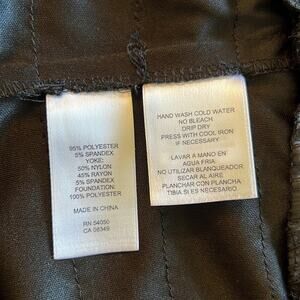 95% POLYESTER
5% SPANDEX
YOKE:
50% NYLON
45% RAYON
5% SPANDEX
FOUNDATION:
100% POLYESTER
MADE IN CHINA
RN 54050
CA 08349
HAND WASH COLD WATER
NO BLEACH
DRIP DRY
PRESS WITH COOL IRON
IF NECESSARY
LAVAR A MANO EN
AGUA FRIA
NO UTILIZAR BLANQUEADOR
SECAR AL AIRE
PLANCHAR CON PLANCHA
TIBIA SI ES NECESARIO